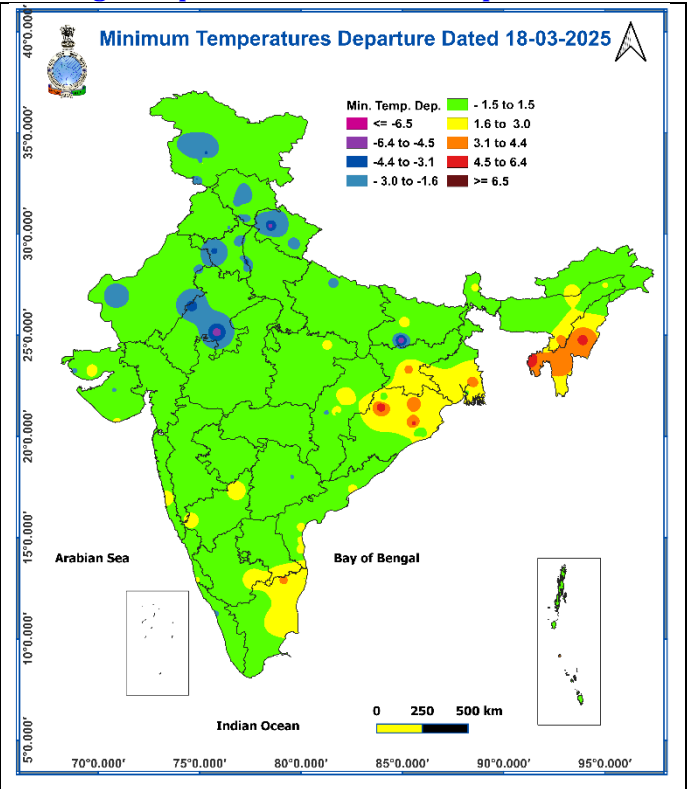 Minimum Temperatures Departure Dated 18-03-2025
Min. Temp. Dep.
<= -6.5
-6.4 to -4.5
-4.4 to -3.1
- 3.0 to -1.6
- 1.5 to 1.5
1.6 to 3.0
3.1 to 4.4
4.5 to 6.4
>= 6.5
40°0.000'
35°0.000'
30°0.000'
25°0.000'
20°0.000'
15°0.000'
10°0.000'
5°0.000'
Arabian Sea
Bay of Bengal
Indian Ocean
0 250 500 km
70°0.000' 75°0.000' 80°0.000' 85°0.000' 90°0.000' 95°0.000'